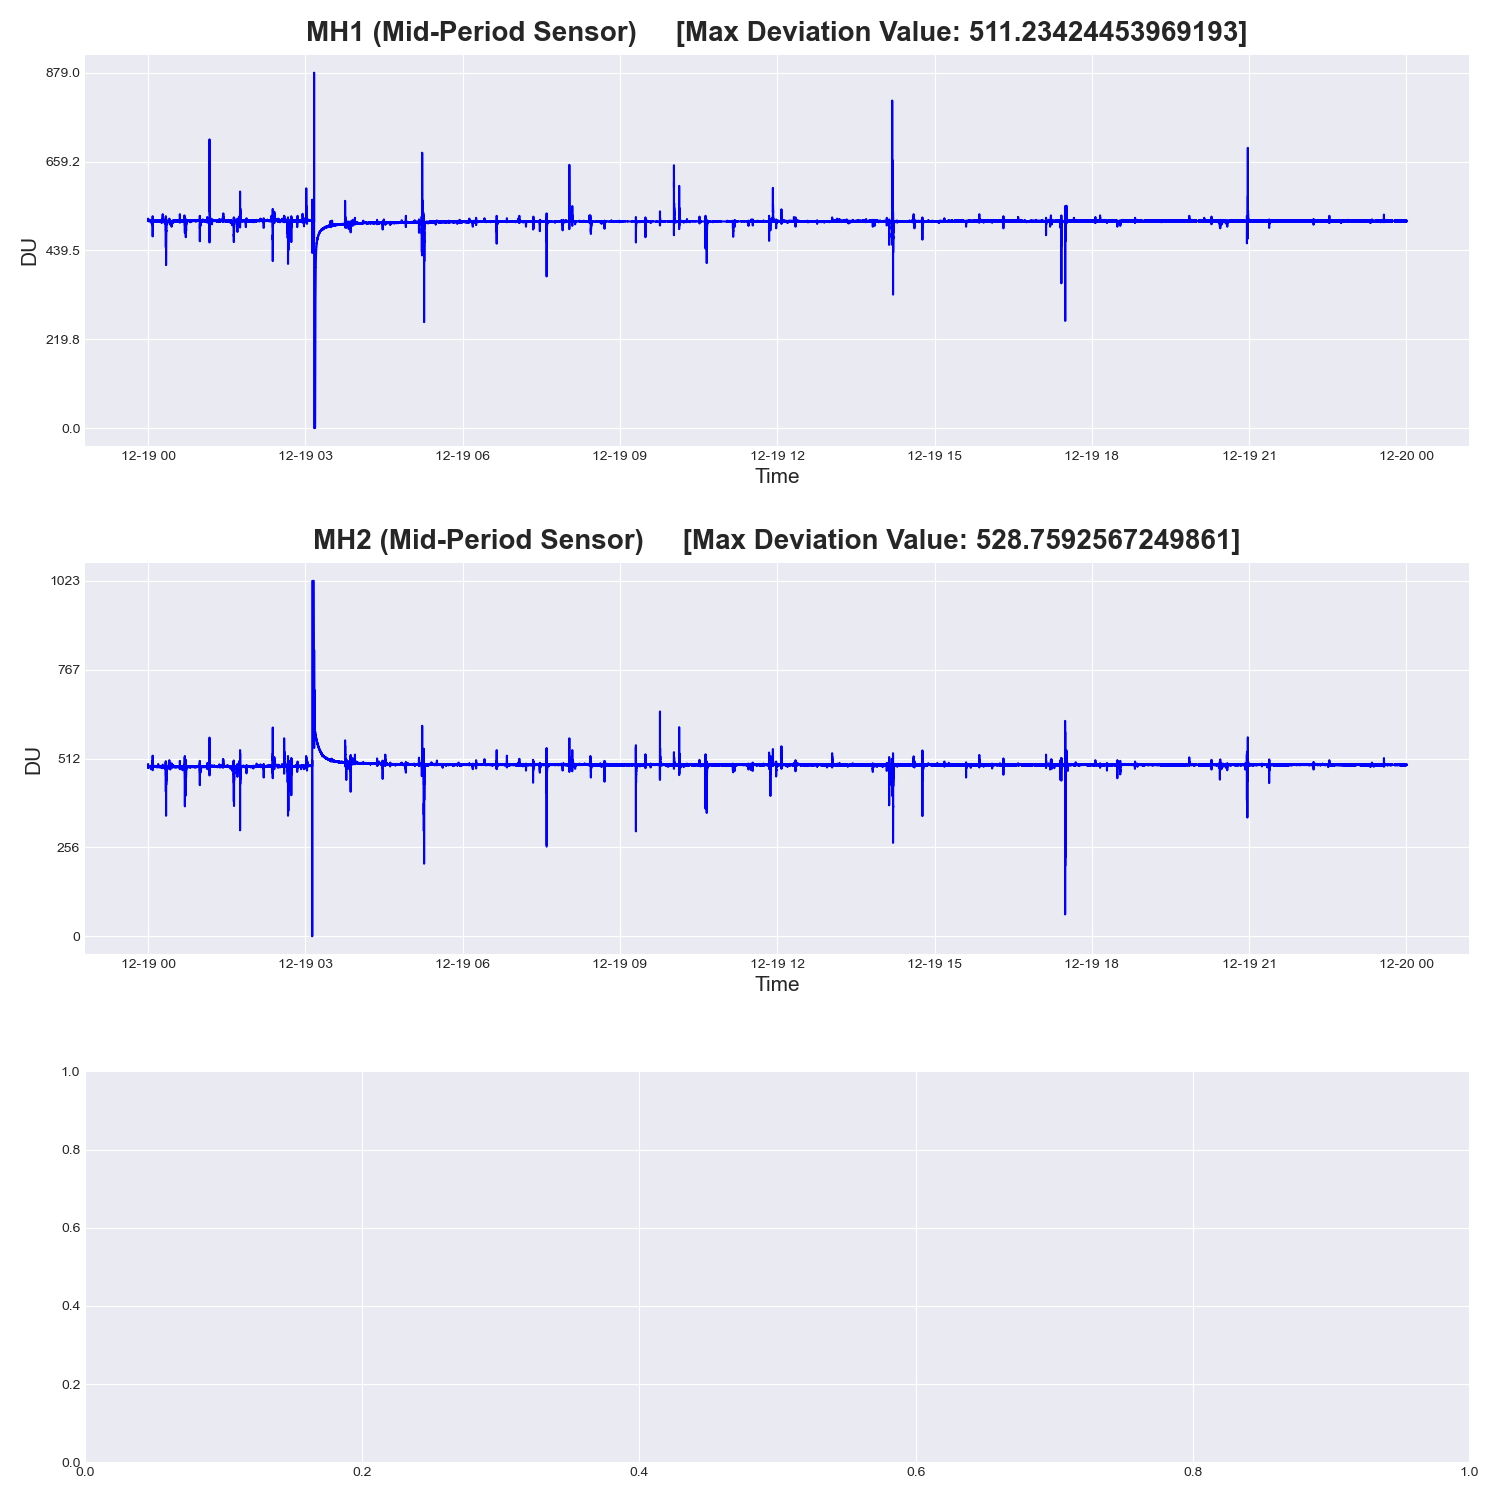 MH1 (Mid-Period Sensor) [Max Deviation Value: 511.23424453969193]
879.0
659.2
439.5
219.8
0.0
DU
12-19 00 12-19 03 12-19 06 12-19 09 12-19 12 12-19 15 12-19 18 12-19 21 12-20 00
Time
MH2 (Mid-Period Sensor) [Max Deviation Value: 528.7592567249861]
1023
767
512
256
0
DU
12-19 00 12-19 03 12-19 06 12-19 09 12-19 12 12-19 15 12-19 18 12-19 21 12-20 00
Time
1.0
0.8
0.6
0.4
0.2
0.0
0.0 0.2 0.4 0.6 0.8 1.0